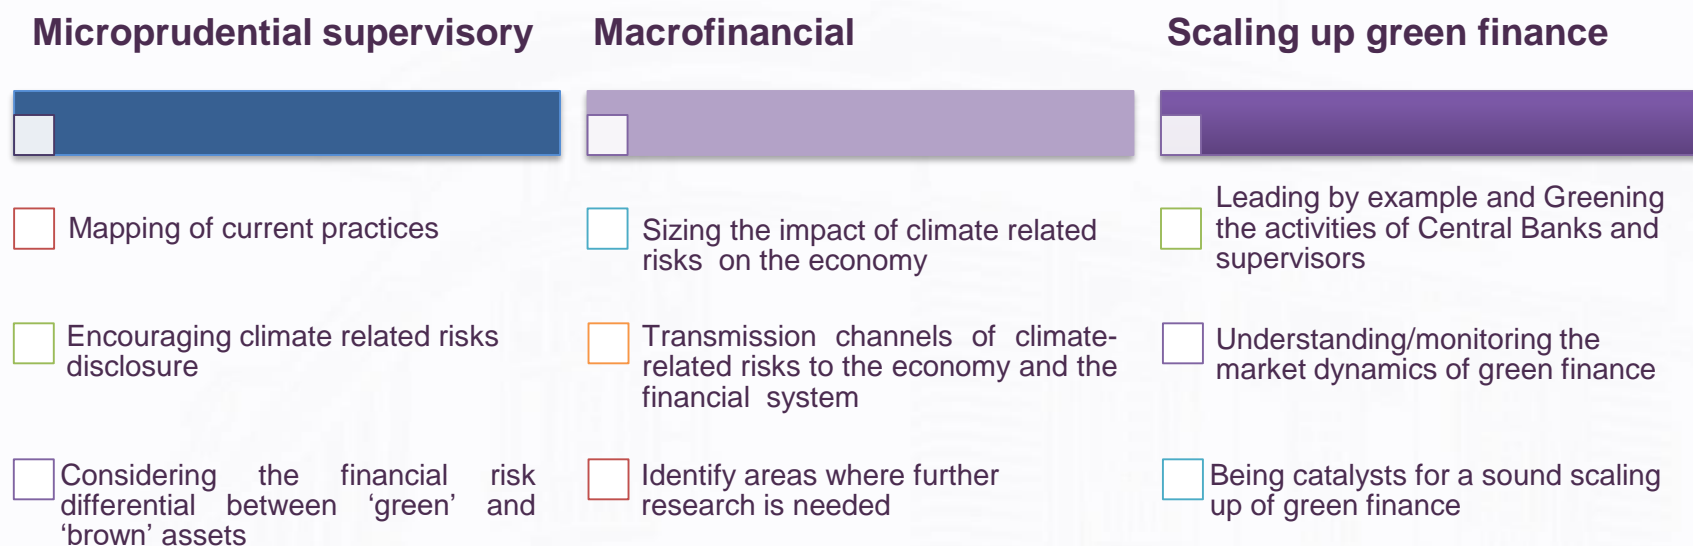 Microprudential supervisory
Mapping of current practices
Encouraging climate related risks
disclosure
Considering the financial risk
differential between ‘green’ and
‘brown’ assets
Macrofinancial
Sizing the impact of climate related
risks on the economy
Transmission channels of climate-
related risks to the economy and the
financial system
Identify areas where further
research is needed
Scaling up green finance
Leading by example and Greening
the activities of Central Banks and
supervisors
Understanding/monitoring the
market dynamics of green finance
Being catalysts for a sound scaling
up of green finance